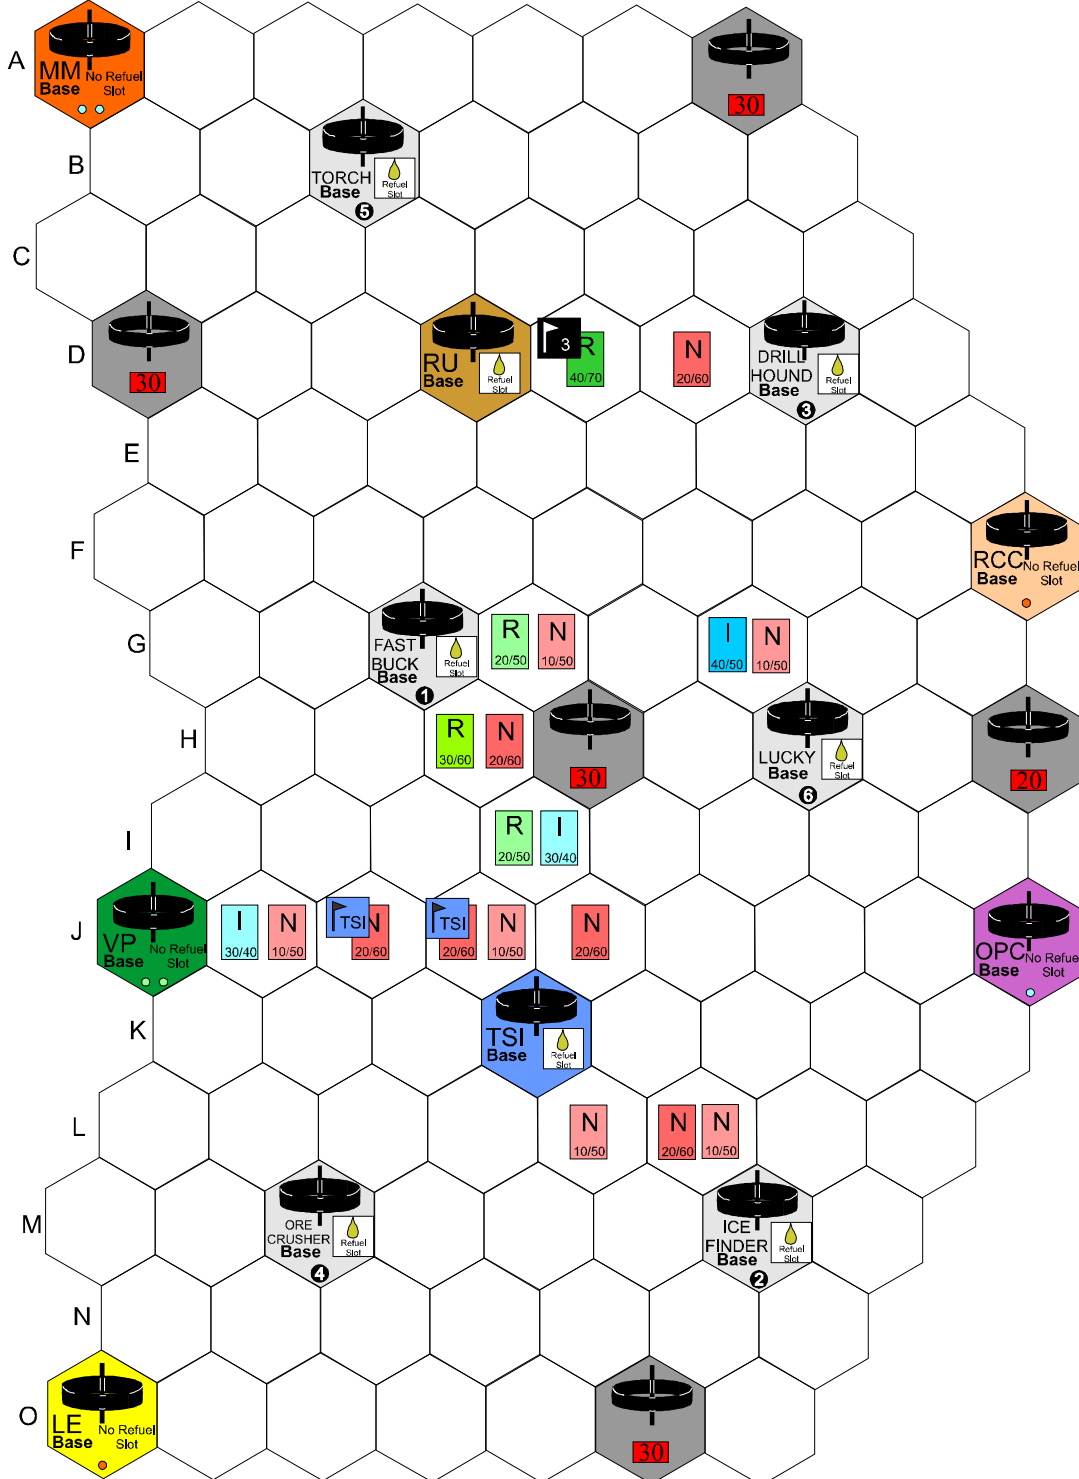 A
MM
Base
No Refuel
Slot
30
B
TORCH
Base
Refuel
Slot
5
C
D
30
RU
Base
Refuel
Slot
3
R
40/70
N
20/60
DRILL
HOUND
Base
Refuel
Slot
3
E
F
RCC
Base
No Refuel
Slot
G
FAST
BUCK
Base
Refuel
Slot
1
R
20/50
N
10/50
I
40/50
N
10/50
H
R
30/60
N
20/60
30
LUCKY
Base
Refuel
Slot
6
20
I
R
20/50
I
30/40
J
VP
Base
No Refuel
Slot
I
30/40
N
10/50
TSI
N
20/60
TSI
20/60
N
10/50
N
20/60
OPC
Base
No Refuel
Slot
K
TSI
Base
Refuel
Slot
L
N
10/50
N
20/60
N
10/50
M
ORE
CRUSHER
Base
Refuel
Slot
4
ICE
FINDER
Base
Refuel
Slot
2
N
O
LE
Base
No Refuel
Slot
30